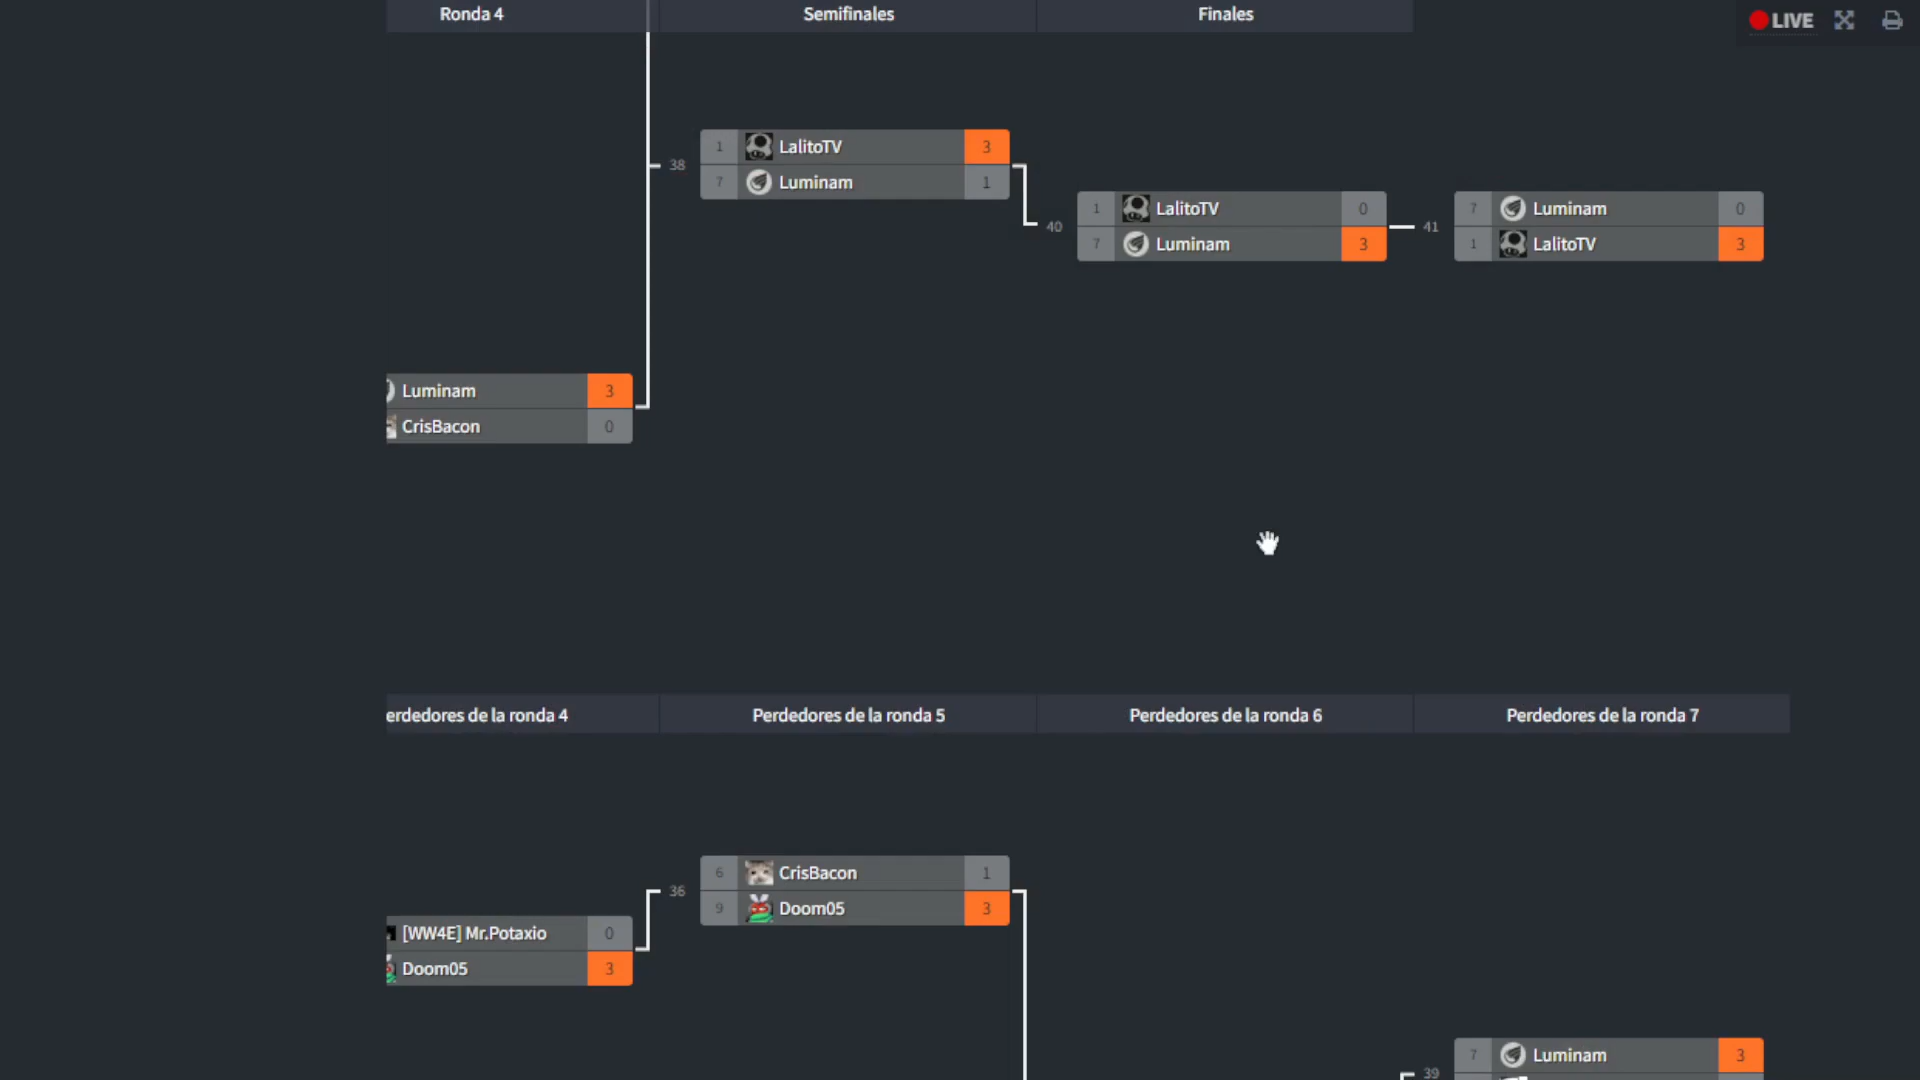 Ronda 4
Semifinales
Finales
LIVE
38
1 LalitoTV 3
7 Luminam 1
40
1 LalitoTV 0
7 Luminam 3
41
7 Luminam 0
1 LalitoTV 3
Luminam 3
CrisBacon 0
erdedores de la ronda 4
Perdedores de la ronda 5
Perdedores de la ronda 6
Perdedores de la ronda 7
36
6 CrisBacon 1
9 Doom05 3
[WW4E] Mr.Potaxio 0
Doom05 3
39
7 Luminam 3